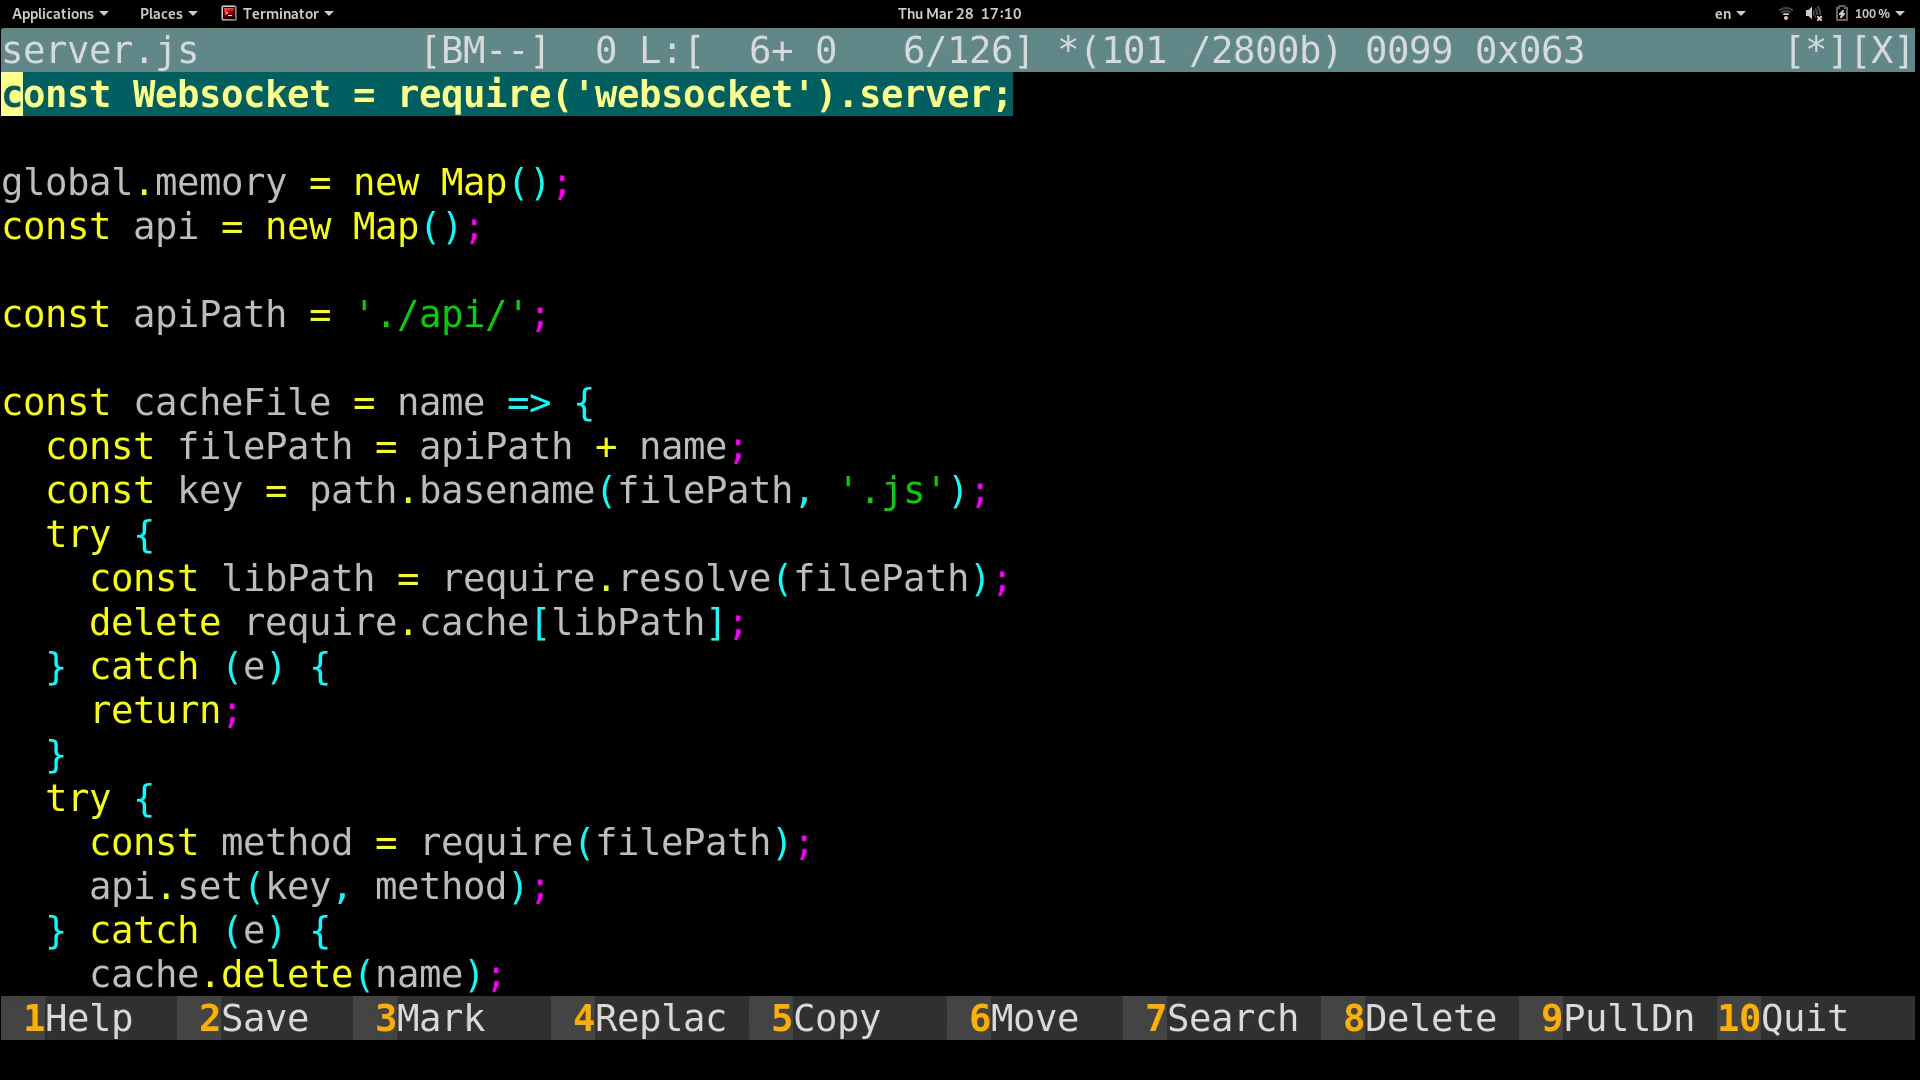 Applications Places Terminator Thu Mar 28 17:10 en 100%
server.js [BM--] 0 L:[ 6+ 0 6/126] *(101 /2800b) 0099 0x063 [*][X]
const Websocket = require('websocket').server;
global.memory = new Map();
const api = new Map();
const apiPath = './api/';
const cacheFile = name => {
  const filePath = apiPath + name;
  const key = path.basename(filePath, '.js');
  try {
    const libPath = require.resolve(filePath);
    delete require.cache[libPath];
  } catch (e) {
    return;
  }
  try {
    const method = require(filePath);
    api.set(key, method);
  } catch (e) {
    cache.delete(name);
1Help 2Save 3Mark 4Replac 5Copy 6Move 7Search 8Delete 9PullDn 10Quit